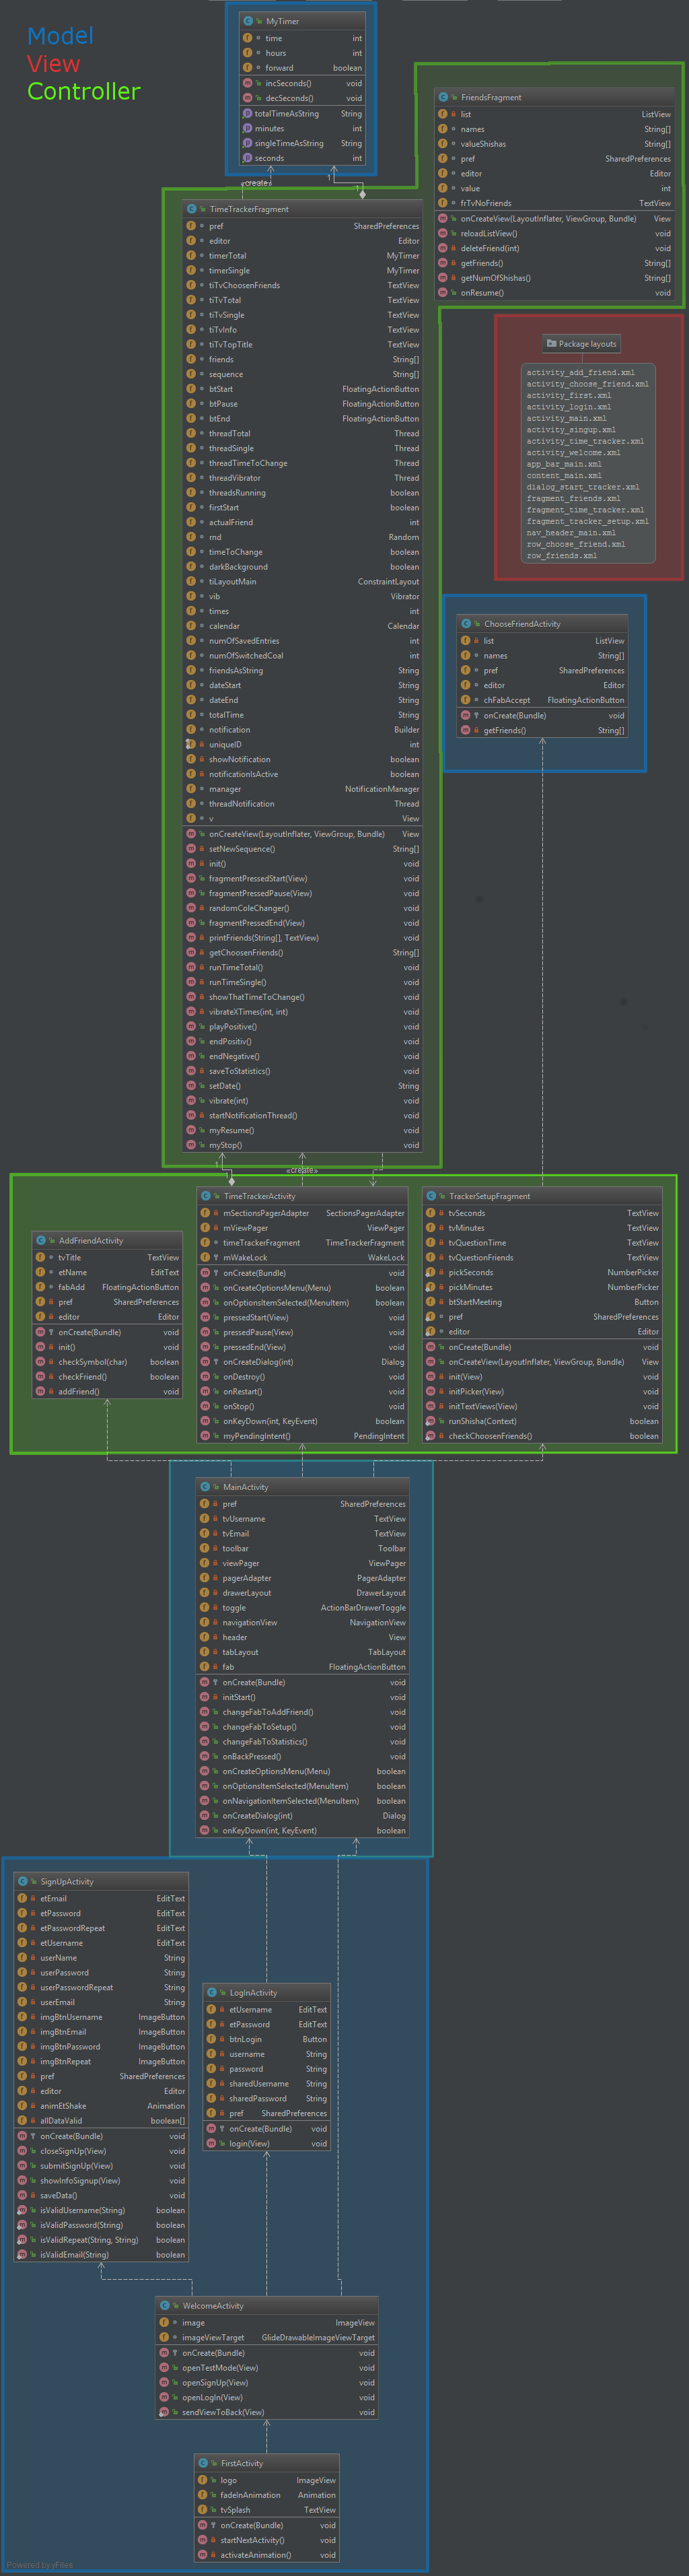 Model
View
Controller
MyTimer
time int
hours int
forward boolean
incSeconds() void
decSeconds() void
totalTimeAsString String
minutes int
singleTimeAsString String
seconds int
«create»
1
1
FriendsFragment
list ListView
names String[]
valueShishas String[]
pref SharedPreferences
editor Editor
value int
frTvNoFriends TextView
onCreateView(LayoutInflater, ViewGroup, Bundle) View
reloadListView() void
deleteFriend(int) void
getFriends() String[]
getNumOfShishas() String[]
onResume() void
TimeTrackerFragment
pref SharedPreferences
editor Editor
timerTotal MyTimer
timerSingle MyTimer
tiTvChoosenFriends TextView
tiTvTotal TextView
tiTvSingle TextView
tiTvInfo TextView
tiTvTopTitle TextView
friends String[]
sequence String[]
btStart FloatingActionButton
btPause FloatingActionButton
btEnd FloatingActionButton
threadTotal Thread
threadSingle Thread
threadTimeToChange Thread
threadVibrator Thread
threadsRunning boolean
firstStart boolean
actualFriend int
rnd Random
timeToChange boolean
darkBackground boolean
tiLayoutMain ConstraintLayout
vib Vibrator
times int
calendar Calendar
numOfSavedEntries int
numOfSwitchedCoal int
friendsAsString String
dateStart String
dateEnd String
totalTime String
notification Builder
uniqueID int
showNotification boolean
notificationIsActive boolean
manager NotificationManager
threadNotification Thread
v View
onCreateView(LayoutInflater, ViewGroup, Bundle) View
setNewSequence() String[]
init() void
fragmentPressedStart(View) void
fragmentPressedPause(View) void
randomColeChanger() void
fragmentPressedEnd(View) void
printFriends(String[], TextView) void
getChoosenFriends() String[]
runTimeTotal() void
runTimeSingle() void
showThatTimeToChange() void
vibrateXTimes(int, int) void
playPositive() void
endPositiv() void
endNegative() void
saveToStatistics() void
setDate() String
vibrate(int) void
startNotificationThread() void
myResume() void
myStop() void
Package layouts
activity_add_friend.xml
activity_choose_friend.xml
activity_first.xml
activity_login.xml
activity_main.xml
activity_singup.xml
activity_time_tracker.xml
activity_welcome.xml
app_bar_main.xml
content_main.xml
dialog_start_tracker.xml
fragment_friends.xml
fragment_time_tracker.xml
fragment_tracker_setup.xml
nav_header_main.xml
row_choose_friend.xml
row_friends.xml
ChooseFriendActivity
list ListView
names String[]
pref SharedPreferences
editor Editor
chFabAccept FloatingActionButton
onCreate(Bundle) void
getFriends() String[]
1
1
«create»
AddFriendActivity
tvTitle TextView
etName EditText
fabAdd FloatingActionButton
pref SharedPreferences
editor Editor
onCreate(Bundle) void
init() void
checkSymbol(char) boolean
checkFriend() boolean
addFriend() void
TimeTrackerActivity
mSectionsPagerAdapter SectionsPagerAdapter
mViewPager ViewPager
timeTrackerFragment TimeTrackerFragment
mWakeLock WakeLock
onCreate(Bundle) void
onCreateOptionsMenu(Menu) boolean
onOptionsItemSelected(MenuItem) boolean
pressedStart(View) void
pressedPause(View) void
pressedEnd(View) void
onCreateDialog(int) Dialog
onDestroy() void
onRestart() void
onStop() void
onKeyDown(int, KeyEvent) boolean
myPendingIntent() PendingIntent
TrackerSetupFragment
tvSeconds TextView
tvMinutes TextView
tvQuestionTime TextView
tvQuestionFriends TextView
pickSeconds NumberPicker
pickMinutes NumberPicker
btStartMeeting Button
pref SharedPreferences
editor Editor
onCreate(Bundle) void
onCreateView(LayoutInflater, ViewGroup, Bundle) View
init(View) void
initPicker(View) void
initTextViews(View) void
runShisha(Context) boolean
checkChoosenFriends() boolean
MainActivity
pref SharedPreferences
tvUsername TextView
tvEmail TextView
toolbar Toolbar
viewPager ViewPager
pagerAdapter PagerAdapter
drawerLayout DrawerLayout
toggle ActionBarDrawerToggle
navigationView NavigationView
header View
tabLayout TabLayout
fab FloatingActionButton
onCreate(Bundle) void
initStart() void
changeFabToAddFriend() void
changeFabToSetup() void
changeFabToStatistics() void
onBackPressed() void
onCreateOptionsMenu(Menu) boolean
onOptionsItemSelected(MenuItem) boolean
onNavigationItemSelected(MenuItem) boolean
onCreateDialog(int) Dialog
onKeyDown(int, KeyEvent) boolean
SignUpActivity
etEmail EditText
etPassword EditText
etPasswordRepeat EditText
etUsername EditText
userName String
userPassword String
userPasswordRepeat String
userEmail String
imgBtnUsername ImageButton
imgBtnEmail ImageButton
imgBtnPassword ImageButton
imgBtnRepeat ImageButton
pref SharedPreferences
editor Editor
animEtShake Animation
allDataValid boolean[]
onCreate(Bundle) void
closeSignUp(View) void
submitSignUp(View) void
showInfoSignup(View) void
saveData() void
isValidUsername(String) boolean
isValidPassword(String) boolean
isValidRepeat(String, String) boolean
isValidEmail(String) boolean
LogInActivity
etUsername EditText
etPassword EditText
btnLogin Button
username String
password String
sharedUsername String
sharedPassword String
pref SharedPreferences
onCreate(Bundle) void
login(View) void
WelcomeActivity
image ImageView
imageViewTarget GlideDrawableImageViewTarget
onCreate(Bundle) void
openTestMode(View) void
openSignUp(View) void
openLogIn(View) void
sendViewToBack(View) void
FirstActivity
logo ImageView
fadeInAnimation Animation
tvSplash TextView
onCreate(Bundle) void
startNextActivity() void
activateAnimation() void
Powered by yFiles